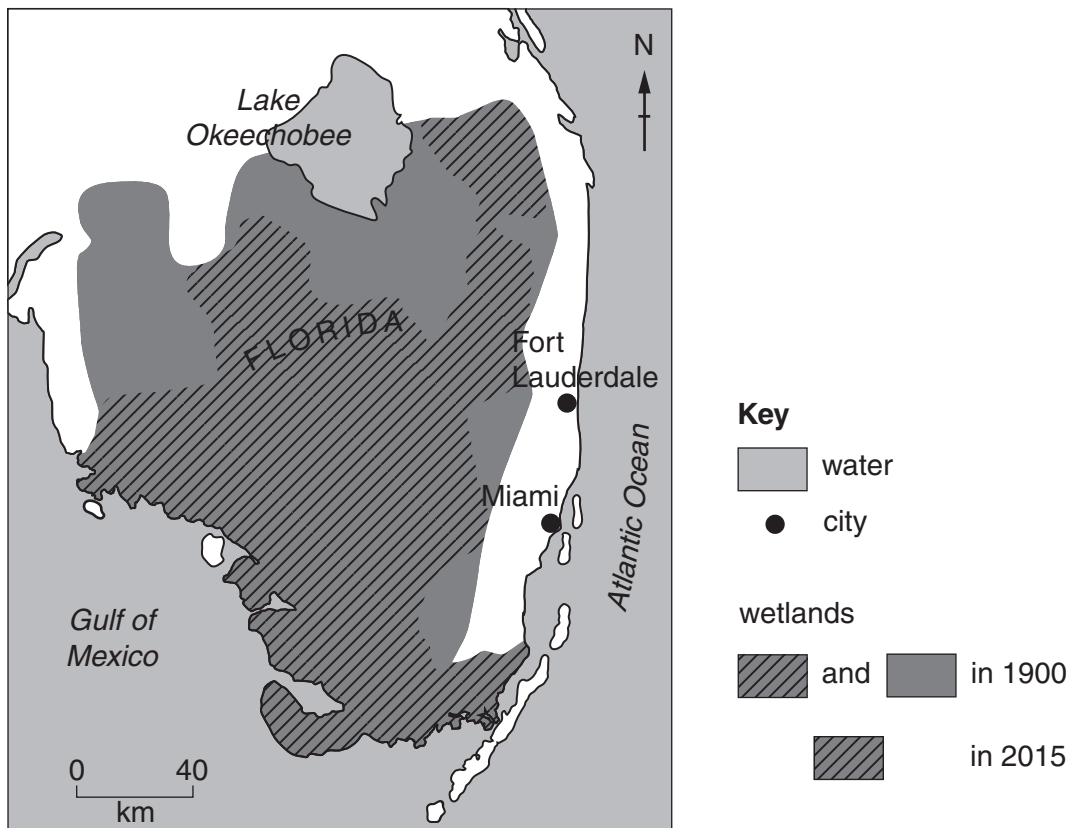 N
Lake
Okeechobee
FLORIDA
Fort
Lauderdale
Miami
Atlantic Ocean
Gulf of
Mexico
0 40
km
Key
water
city
wetlands
and in 1900
in 2015